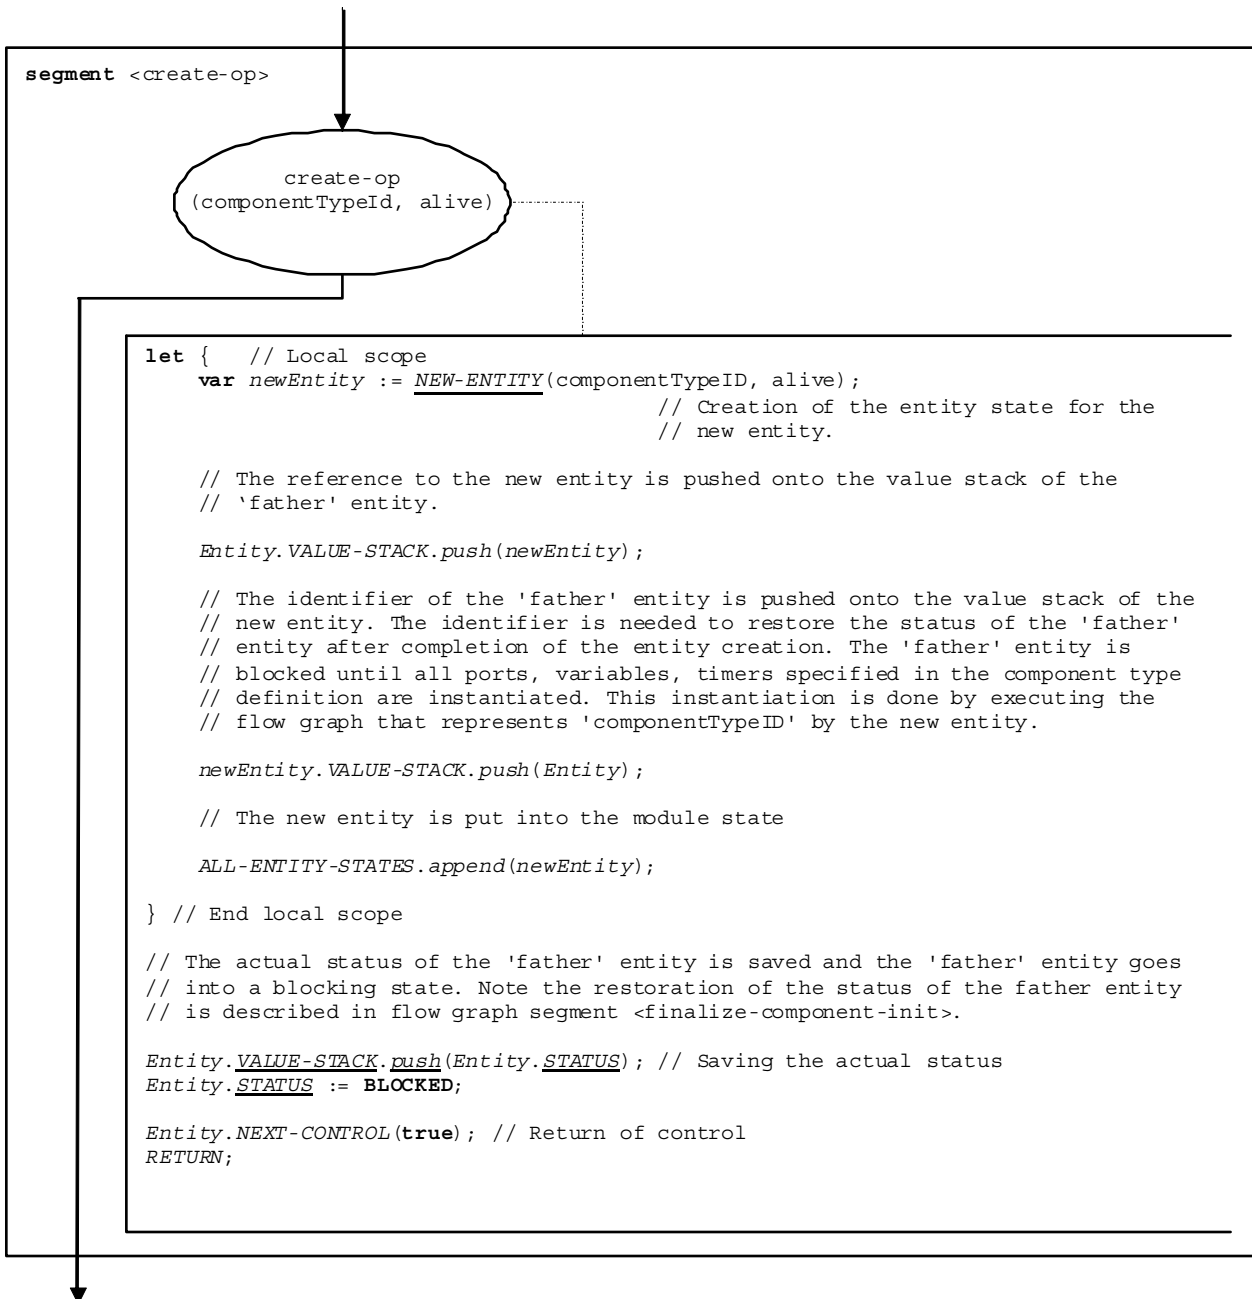 segment <create-op>
create-op
(componentTypeId, alive)
let {   // Local scope
var newEntity := NEW-ENTITY(componentTypeID, alive);
// Creation of the entity state for the
// new entity.
// The reference to the new entity is pushed onto the value stack of the
// ‘father' entity.
Entity.VALUE-STACK.push(newEntity);
// The identifier of the 'father' entity is pushed onto the value stack of the
// new entity. The identifier is needed to restore the status of the 'father'
// entity after completion of the entity creation. The 'father' entity is
// blocked until all ports, variables, timers specified in the component type
// definition are instantiated. This instantiation is done by executing the
// flow graph that represents 'componentTypeID' by the new entity.
newEntity.VALUE-STACK.push(Entity);
// The new entity is put into the module state
ALL-ENTITY-STATES.append(newEntity);
} // End local scope
// The actual status of the 'father' entity is saved and the 'father' entity goes
// into a blocking state. Note the restoration of the status of the father entity
// is described in flow graph segment <finalize-component-init>.
Entity.VALUE-STACK.push(Entity.STATUS); // Saving the actual status
Entity.STATUS := BLOCKED;
Entity.NEXT-CONTROL(true); // Return of control
RETURN;